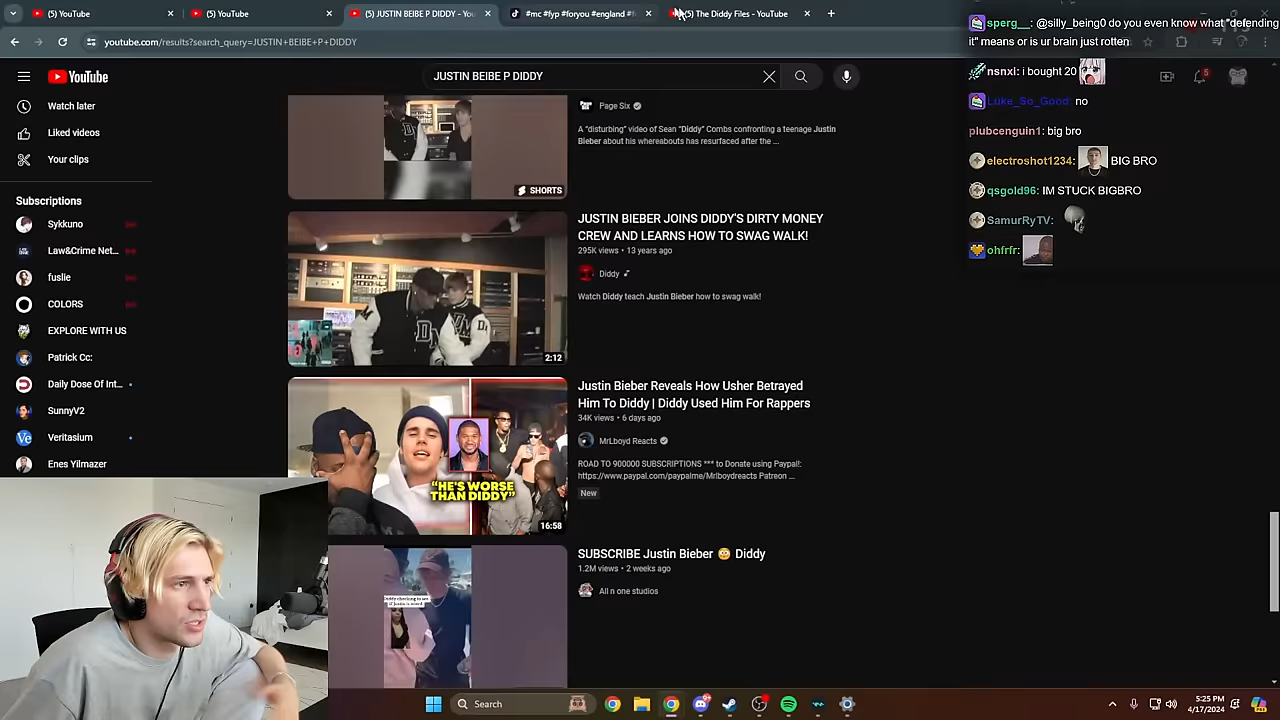 (5) YouTube
(5) YouTube
(5) JUSTIN BEIBE P DIDDY - You
#mc #fyp #foryou #england #f
(5) The Diddy Files - YouTube
youtube.com/results?search_query=JUSTIN+BEIBE+P+DIDDY
YouTube
JUSTIN BEIBE P DIDDY
5
Watch later
Liked videos
Your clips
Subscriptions
Sykkuno
Law&Crime Net...
fuslie
COLORS
EXPLORE WITH US
Patrick Cc:
Daily Dose Of Int...
SunnyV2
Veritasium
Enes Yilmazer
Page Six
A “disturbing” video of Sean “Diddy” Combs confronting a teenage Justin
Bieber about his whereabouts has resurfaced after the ...
SHORTS
JUSTIN BIEBER JOINS DIDDY'S DIRTY MONEY
CREW AND LEARNS HOW TO SWAG WALK!
295K views • 13 years ago
Diddy
Watch Diddy teach Justin Bieber how to swag walk!
2:12
Justin Bieber Reveals How Usher Betrayed
Him To Diddy | Diddy Used Him For Rappers
34K views • 6 days ago
MrLboyd Reacts
ROAD TO 900000 SUBSCRIPTIONS *** to Donate using Paypal!:
https://www.paypal.com/paypalme/Mrlboydreacts Patreon ...
New
"HE'S WORSE
THAN DIDDY"
16:58
SUBSCRIBE Justin Bieber 😳 Diddy
1.2M views • 2 weeks ago
All n one studios
sperg__: @silly_being0 do you even know what "defending
it" means or is ur brain just rotten
nsnxi: i bought 20
Luke_So_Good no
plubcenguin1: big bro
electroshot1234: BIG BRO
qsgold96: IM STUCK BIGBRO
SamurRyTV:
ohfrfr:
Search
5:25 PM
4/17/2024